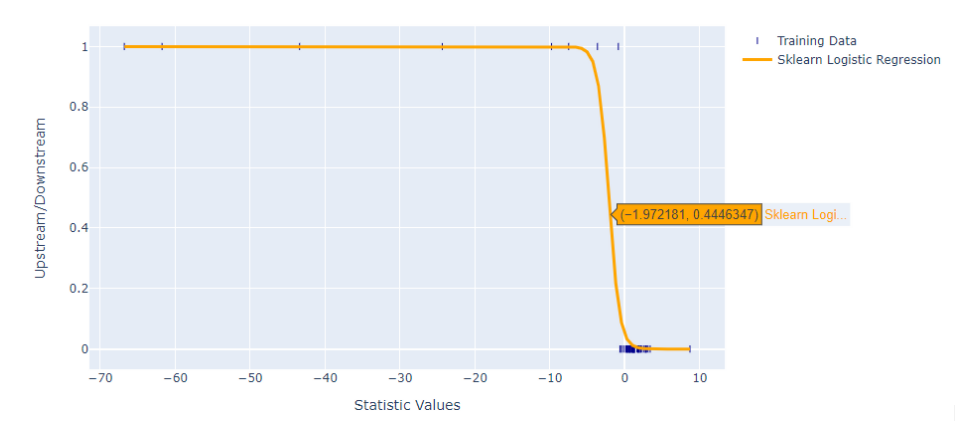 Training Data
Sklearn Logistic Regression
1
0.8
0.6
0.4
0.2
0
Upstream/Downstream
(−1.972181, 0.4446347) Sklearn Logi...
−70 −60 −50 −40 −30 −20 −10 0 10
Statistic Values